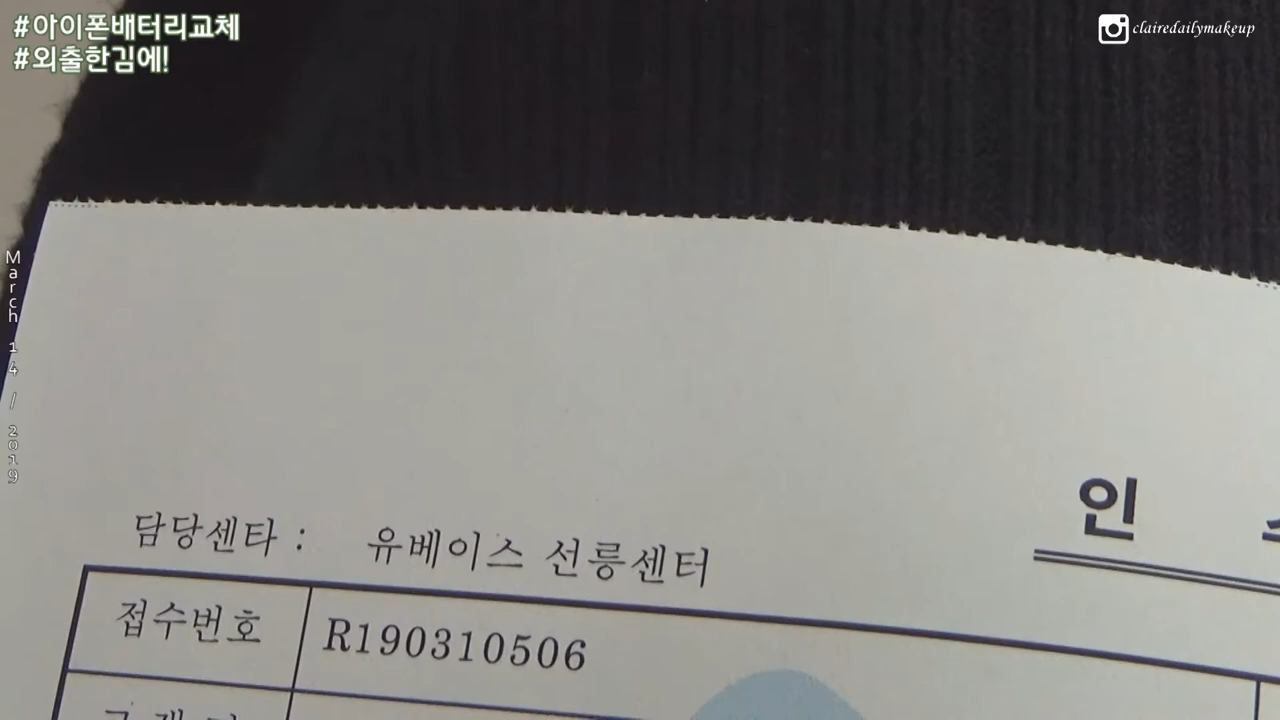 #아이폰배터리교체
#외출한김에!
clairedailymakeup
March 14 / 2019
인
담당센타 : 유베이스 선릉센터
접수번호 R190310506